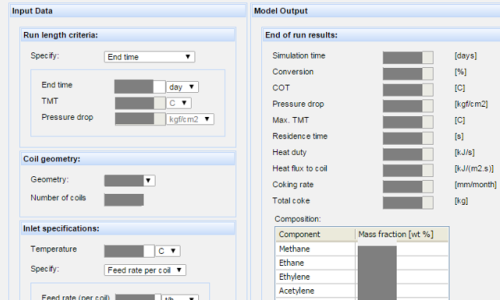 Input Data
Run length criteria:
Specify: End time
End time day
TMT C
Pressure drop kgf/cm2
Coil geometry:
Geometry:
Number of coils
Inlet specifications:
Temperature C
Specify: Feed rate per coil
Feed rate (per coil)
Model Output
End of run results:
Simulation time [days]
Conversion [%]
COT [C]
Pressure drop [kgf/cm2]
Max. TMT [C]
Residence time [s]
Heat duty [kJ/s]
Heat flux to coil [kJ/(m2.s)]
Coking rate [mm/month]
Total coke [kg]
Composition:
Component Mass fraction [wt %]
Methane
Ethane
Ethylene
Acetylene